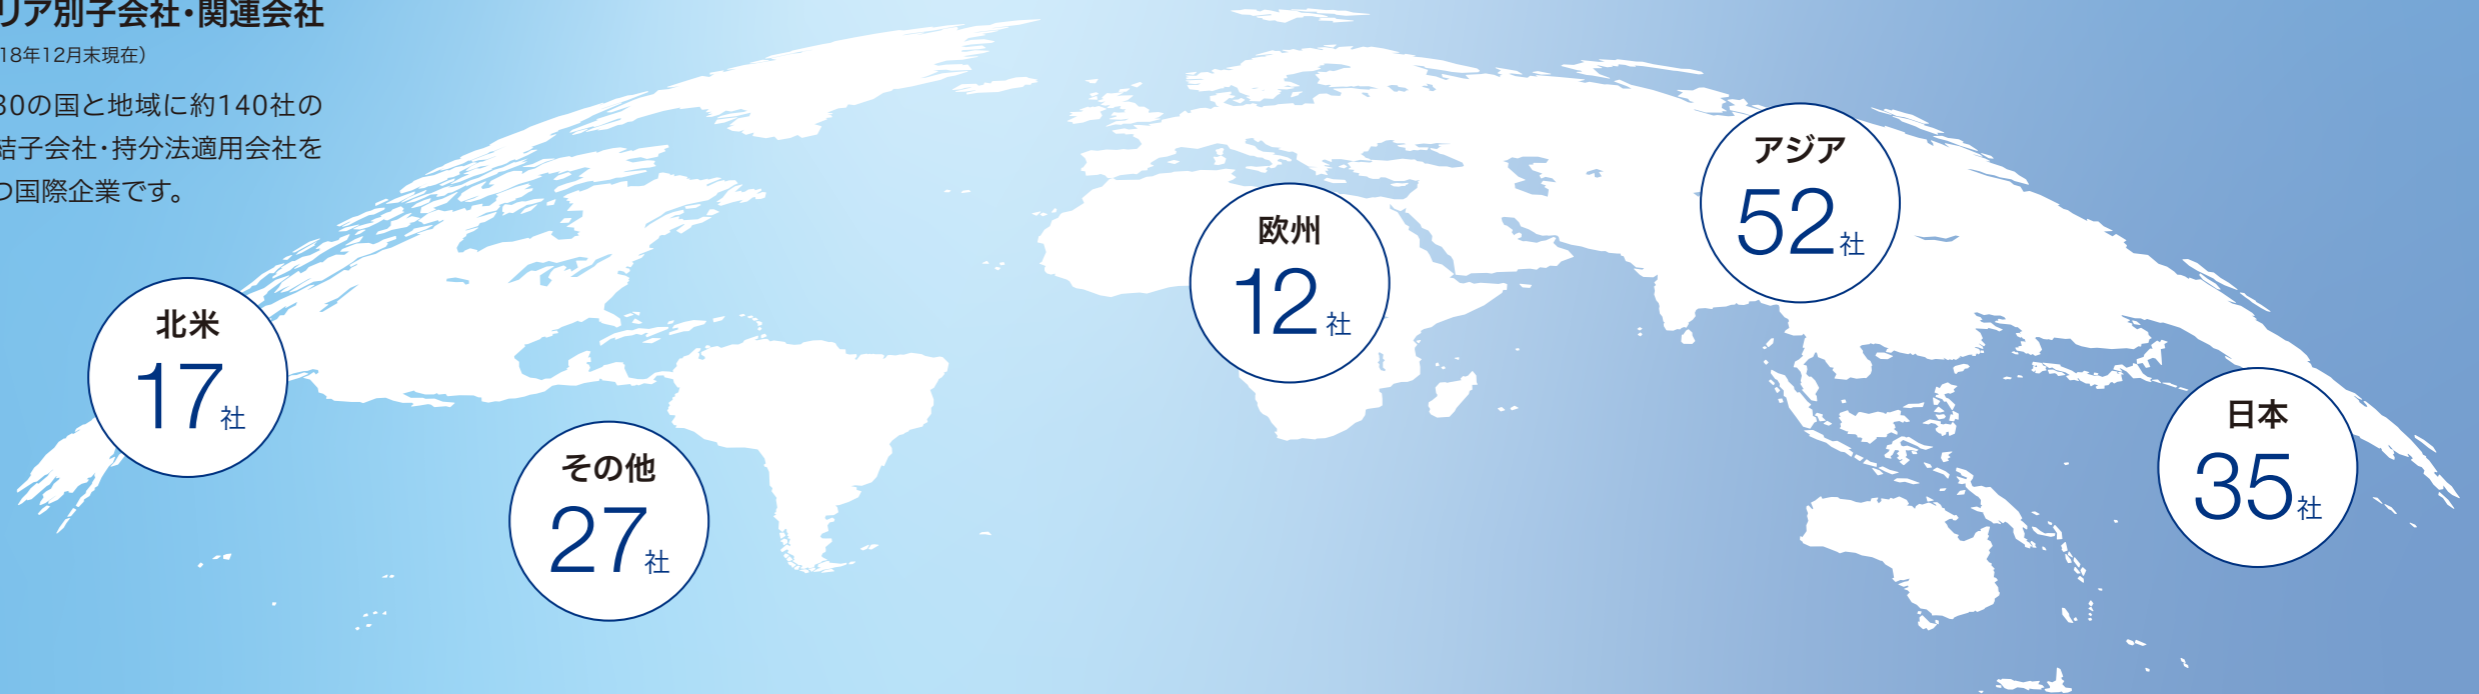 リア別子会社・関連会社
18年12月末現在）
30の国と地域に約140社の
結子会社・持分法適用会社を
つ国際企業です。
アジア
52社
欧州
12社
北米
17社
日本
35社
その他
27社